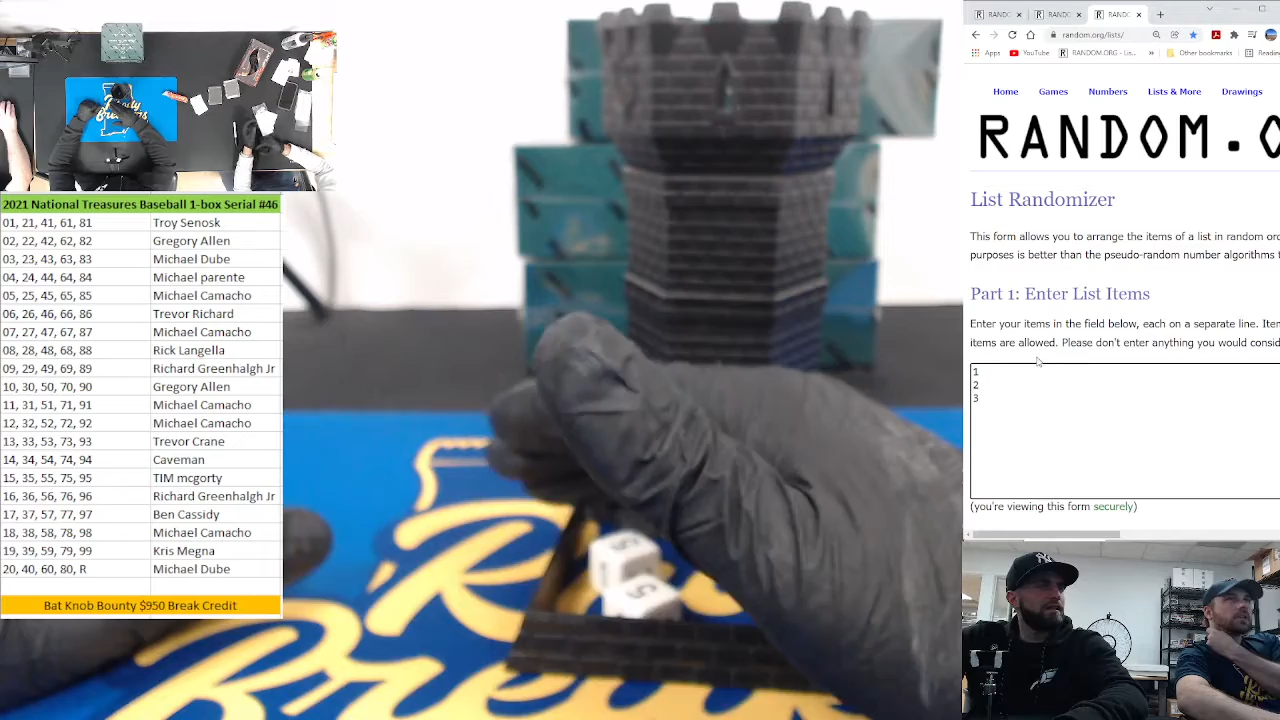 2021 National Treasures Baseball 1-box Serial #46
01, 21, 41, 61, 81 Troy Senosk
02, 22, 42, 62, 82 Gregory Allen
03, 23, 43, 63, 83 Michael Dube
04, 24, 44, 64, 84 Michael parente
05, 25, 45, 65, 85 Michael Camacho
06, 26, 46, 66, 86 Trevor Richard
07, 27, 47, 67, 87 Michael Camacho
08, 28, 48, 68, 88 Rick Langella
09, 29, 49, 69, 89 Richard Greenhalgh Jr
10, 30, 50, 70, 90 Gregory Allen
11, 31, 51, 71, 91 Michael Camacho
12, 32, 52, 72, 92 Michael Camacho
13, 33, 53, 73, 93 Trevor Crane
14, 34, 54, 74, 94 Caveman
15, 35, 55, 75, 95 TIM mcgorty
16, 36, 56, 76, 96 Richard Greenhalgh Jr
17, 37, 57, 77, 97 Ben Cassidy
18, 38, 58, 78, 98 Michael Camacho
19, 39, 59, 79, 99 Kris Megna
20, 40, 60, 80, R Michael Dube
Bat Knob Bounty $950 Break Credit
5
RANDC RANDC RANDC
random.org/lists/
Apps YouTube RANDOM.ORG - Lis... Other bookmarks Reading
Home Games Numbers Lists & More Drawings
RANDOM.O
List Randomizer
This form allows you to arrange the items of a list in random ord
purposes is better than the pseudo-random number algorithms t
Part 1: Enter List Items
Enter your items in the field below, each on a separate line. Iter
items are allowed. Please don't enter anything you would consid
1
2
3
(you're viewing this form securely)